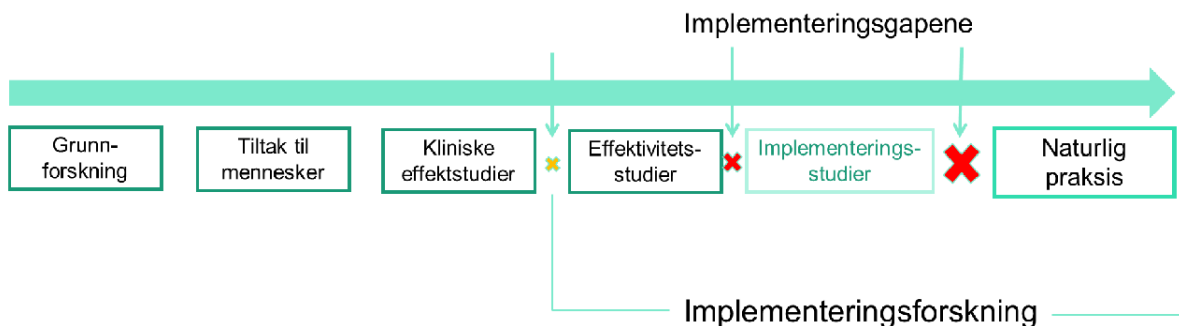 Implementeringsgapene
Grunn-
forskning
Tiltak til
mennesker
Kliniske
effektstudier
Effektivitets-
studier
Implementerings-
studier
Naturlig
praksis
Implementeringsforskning